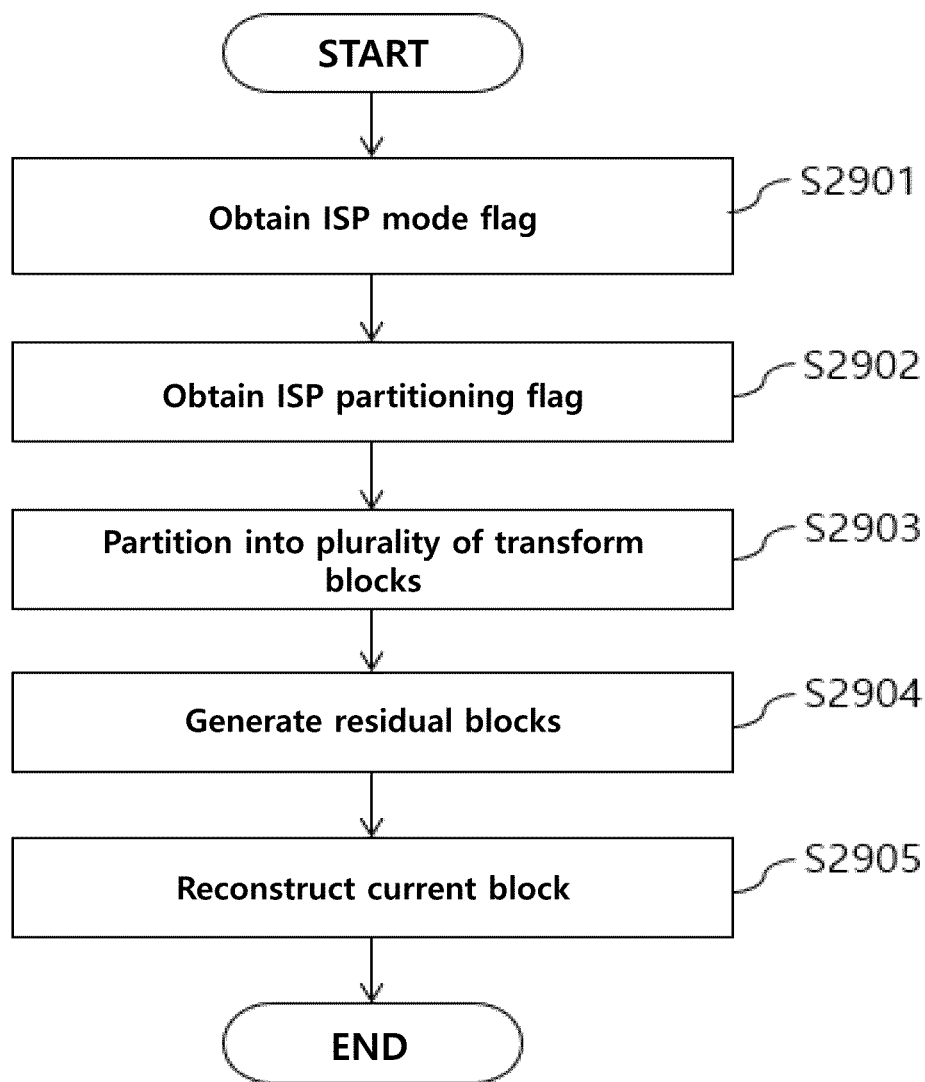 START
S2901
Obtain ISP mode flag
S2902
Obtain ISP partitioning flag
S2903
Partition into plurality of transform
blocks
S2904
Generate residual blocks
S2905
Reconstruct current block
END